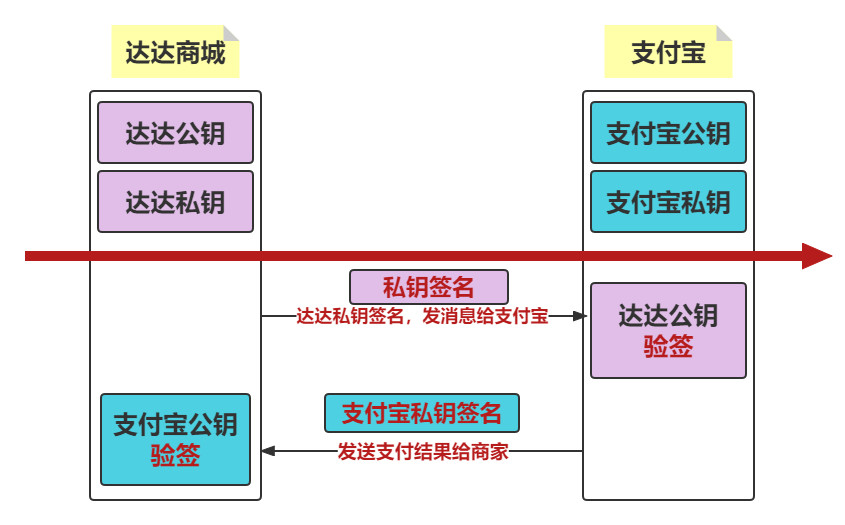 达达商城
支付宝
达达公钥
支付宝公钥
达达私钥
支付宝私钥
私钥签名
达达私钥签名，发消息给支付宝
达达公钥
验签
支付宝私钥签名
支付宝公钥
验签
发送支付结果给商家